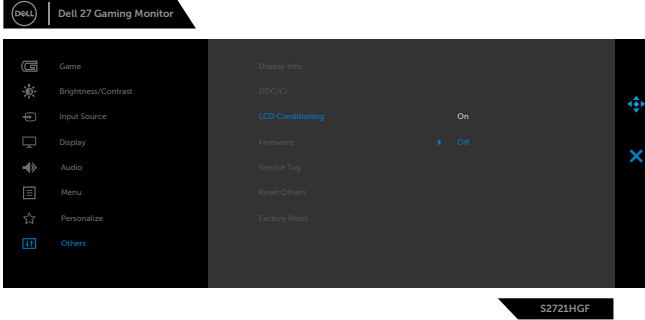 DELL
Dell 27 Gaming Monitor
Game
Display Info
Brightness/Contrast
DDC/CI
Input Source
LCD Conditioning
On
Display
Firmware
Off
Audio
Service Tag
Menu
Reset Others
Personalize
Factory Reset
Others
S2721HGF